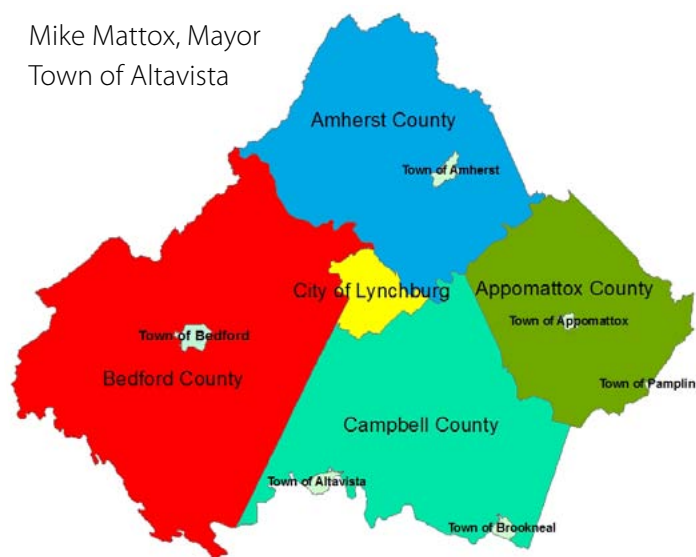 Mike Mattox, Mayor
Town of Altavista
Amherst County
Town of Amherst
City of Lynchburg
Appomattox County
Town of Appomattox
Town of Bedford
Bedford County
Town of Pamplin
Campbell County
Town of Altavista
Town of Brookneal